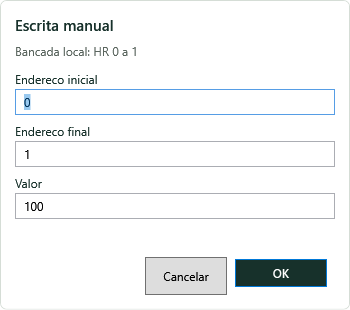 Escrita manual
Bancada local: HR 0 a 1
Endereco inicial
0
Endereco final
1
Valor
100
Cancelar
OK